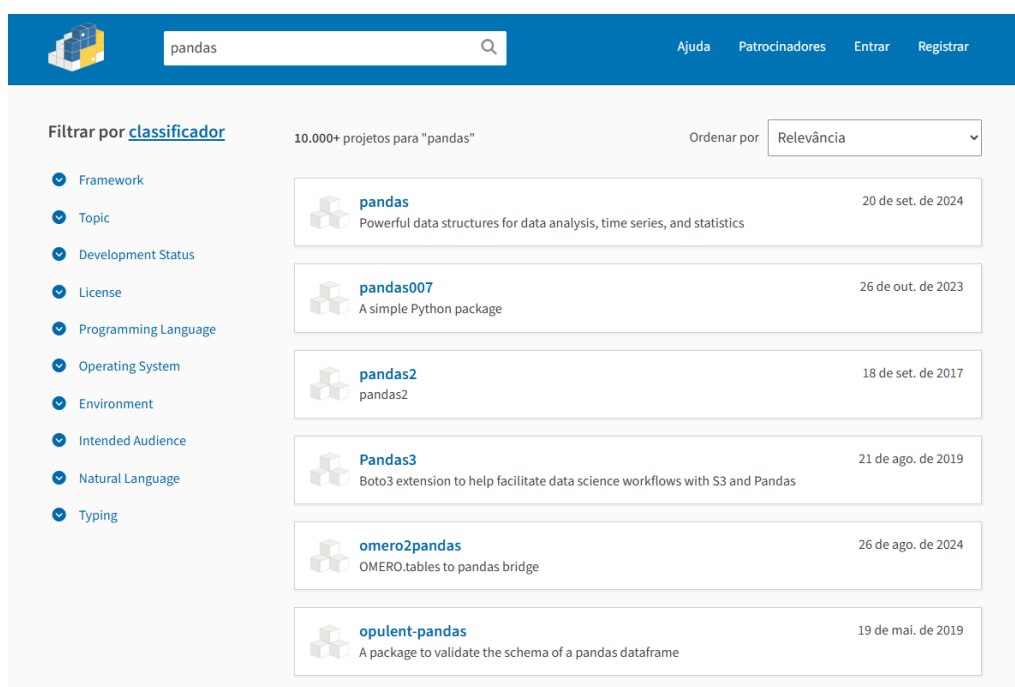 pandas
Ajuda
Patrocinadores
Entrar
Registrar
Filtrar por classificador
Framework
Topic
Development Status
License
Programming Language
Operating System
Environment
Intended Audience
Natural Language
Typing
10.000+ projetos para "pandas"
Ordenar por
Relevância
pandas
20 de set. de 2024
Powerful data structures for data analysis, time series, and statistics
pandas007
26 de out. de 2023
A simple Python package
pandas2
18 de set. de 2017
pandas2
Pandas3
21 de ago. de 2019
Boto3 extension to help facilitate data science workflows with S3 and Pandas
omero2pandas
26 de ago. de 2024
OMERO.tables to pandas bridge
opulent-pandas
19 de mai. de 2019
A package to validate the schema of a pandas dataframe